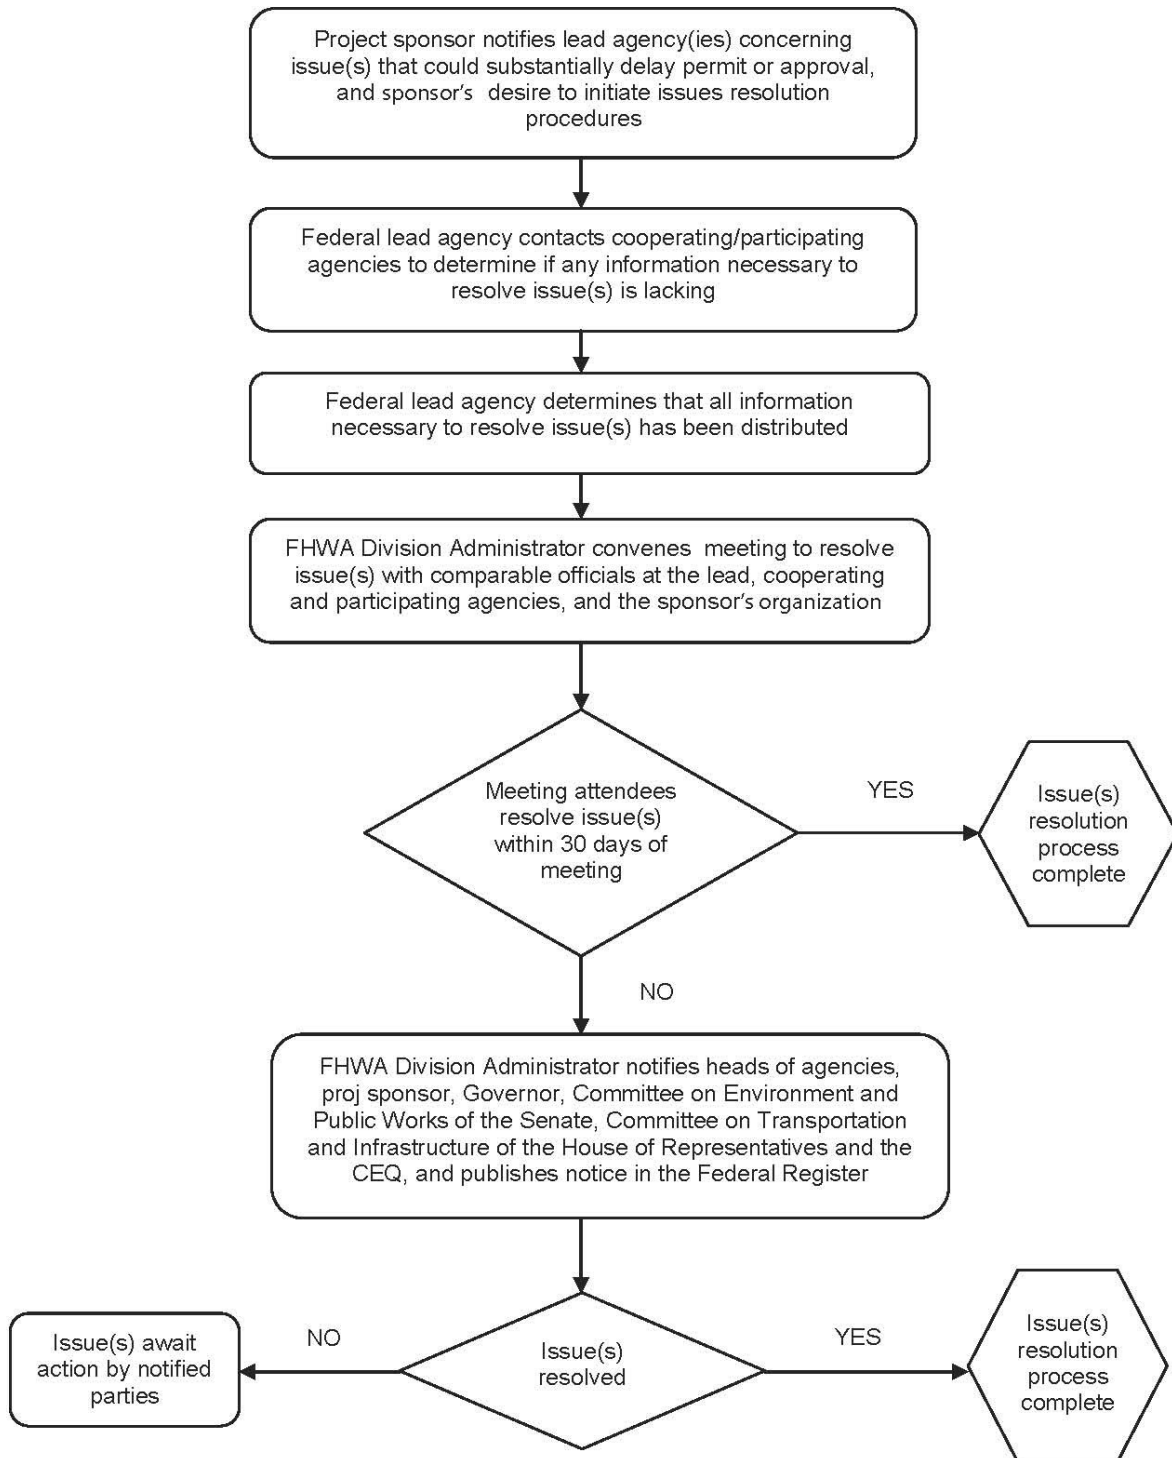 Project sponsor notifies lead agency(ies) concerning
issue(s) that could substantially delay permit or approval,
and sponsor's desire to initiate issues resolution
procedures
Federal lead agency contacts cooperating/participating
agencies to determine if any information necessary to
resolve issue(s) is lacking
Federal lead agency determines that all information
necessary to resolve issue(s) has been distributed
FHWA Division Administrator convenes meeting to resolve
issue(s) with comparable officials at the lead, cooperating
and participating agencies, and the sponsor's organization
Meeting attendees
resolve issue(s)
within 30 days of
meeting
YES
Issue(s)
resolution
process
complete
NO
FHWA Division Administrator notifies heads of agencies,
proj sponsor, Governor, Committee on Environment and
Public Works of the Senate, Committee on Transportation
and Infrastructure of the House of Representatives and the
CEQ, and publishes notice in the Federal Register
Issue(s)
resolved
NO
Issue(s) await
action by notified
parties
YES
Issue(s)
resolution
process
complete